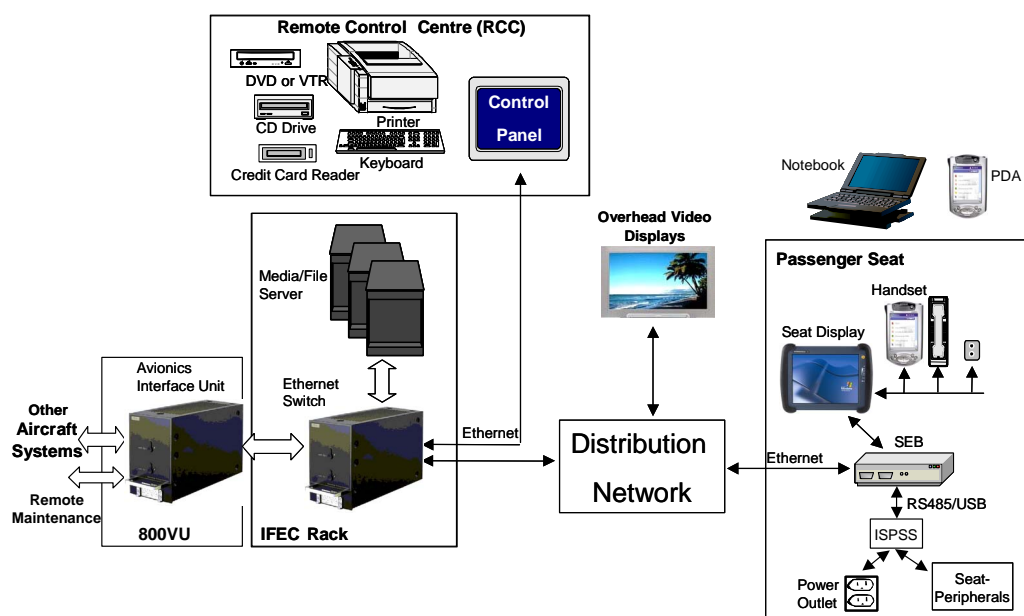 Remote Control Centre (RCC)
DVD or VTR
Printer
CD Drive
Keyboard
Credit Card Reader
Control
Panel
Notebook
PDA
Overhead Video
Displays
Media/File
Server
Passenger Seat
Handset
Seat Display
Avionics
Interface Unit
Ethernet
Switch
Other
Aircraft
Systems
Remote
Maintenance
800VU
IFEC Rack
Ethernet
Distribution
Network
Ethernet
SEB
RS485/USB
ISPSS
Power
Outlet
Seat-
Peripherals